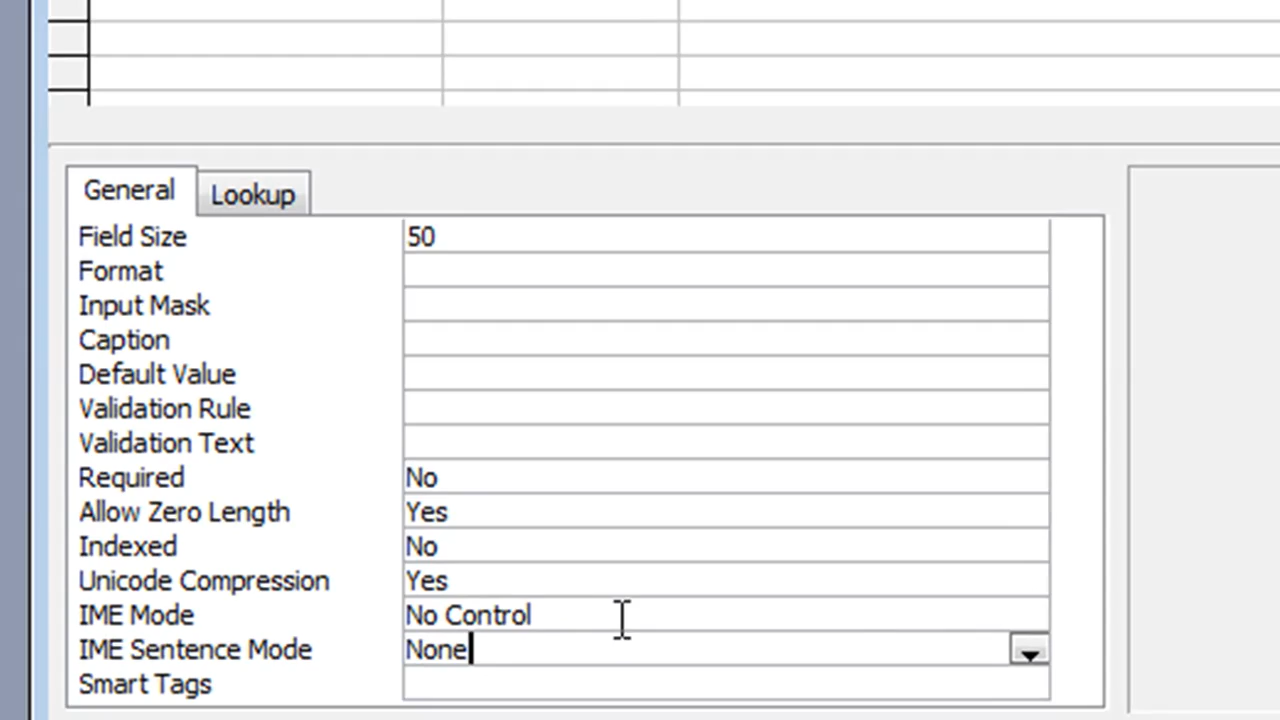 General Lookup
Field Size 50
Format
Input Mask
Caption
Default Value
Validation Rule
Validation Text
Required No
Allow Zero Length Yes
Indexed No
Unicode Compression Yes
IME Mode No Control
IME Sentence Mode None
Smart Tags